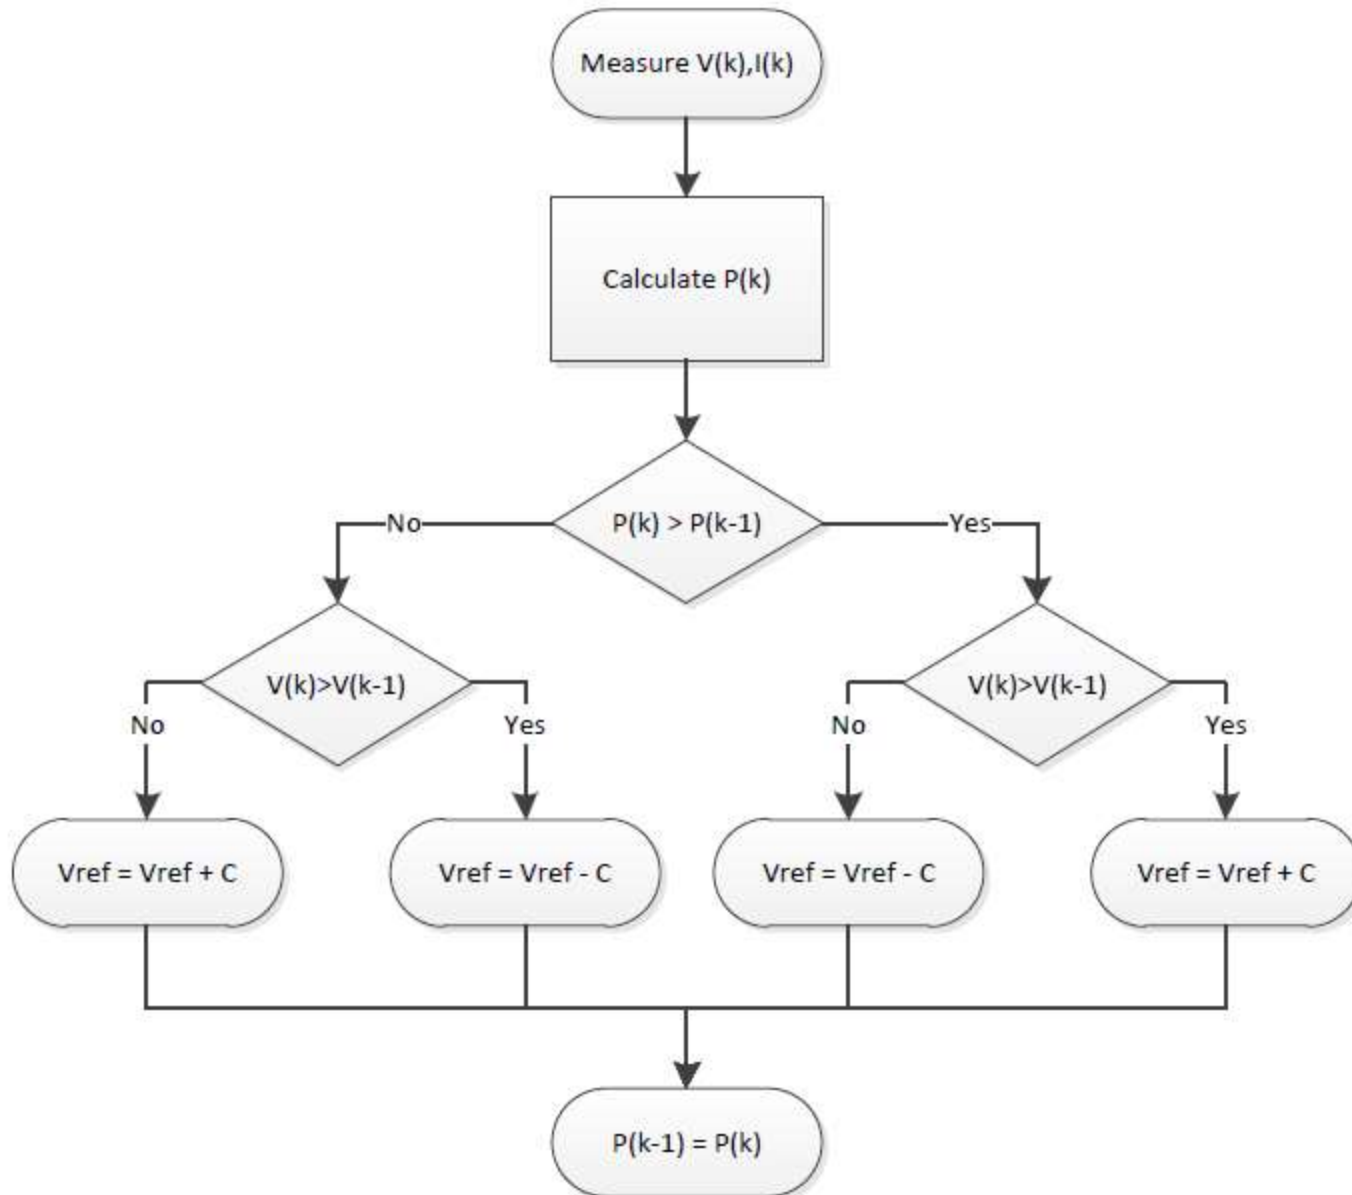 Measure V(k),I(k)
Calculate P(k)
P(k) > P(k-1)
No
Yes
V(k)>V(k-1)
V(k)>V(k-1)
No
Yes
No
Yes
Vref = Vref + C
Vref = Vref - C
Vref = Vref - C
Vref = Vref + C
P(k-1) = P(k)